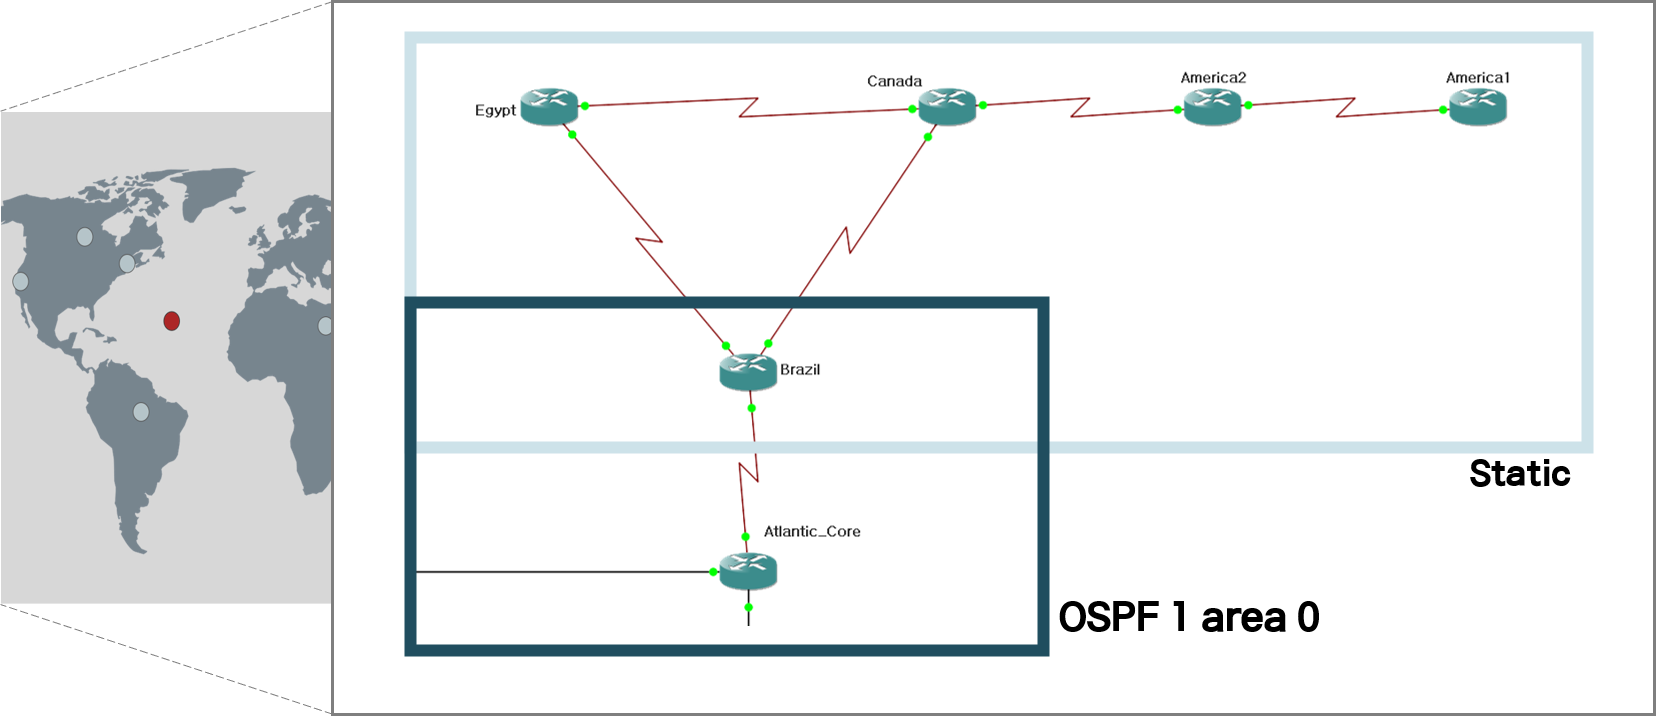 Egypt
Canada
America2
America1
Brazil
Static
Atlantic_Core
OSPF 1 area 0